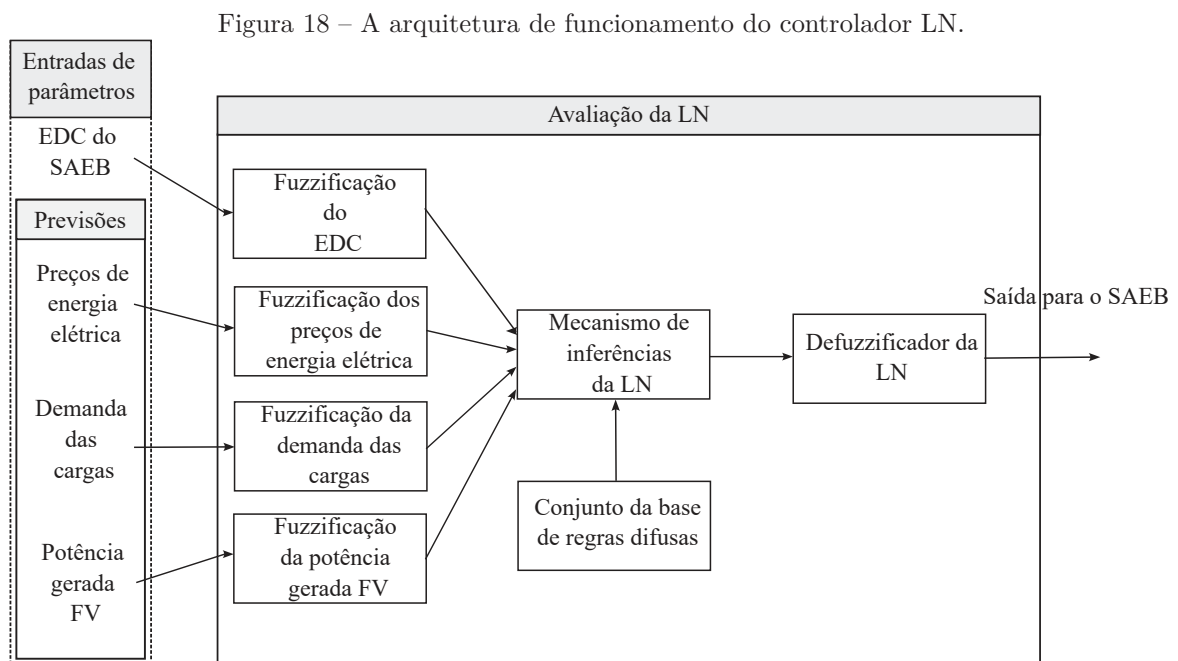 Figura 18 – A arquitetura de funcionamento do controlador LN.
Entradas de
parâmetros
EDC do
SAEB
Previsões
Preços de
energia
elétrica
Demanda
das
cargas
Potência
gerada
FV
Avaliação da LN
Fuzzificação
do
EDC
Fuzzificação dos
preços de
energia elétrica
Fuzzificação da
demanda das
cargas
Fuzzificação
da potência
gerada FV
Mecanismo de
inferências
da LN
Conjunto da base
de regras difusas
Defuzzificador da
LN
Saída para o SAEB